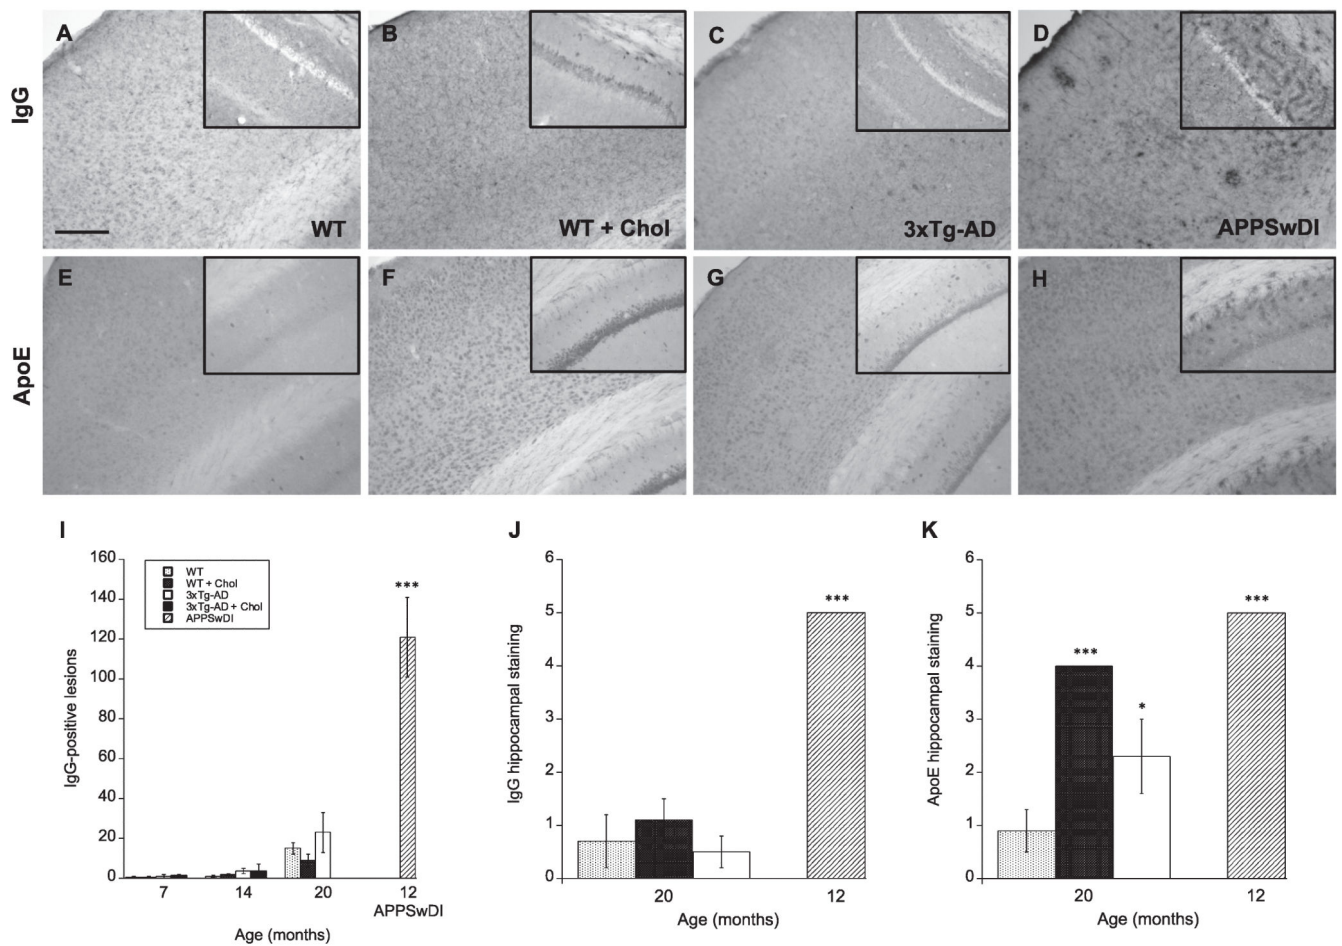 A
B
C
D
IgG
WT
WT + Chol
3xTg-AD
APPSwDI
E
F
G
H
ApoE
I
160
140
120
100
80
60
40
20
0
IgG-positive lesions
WT
WT + Chol
3xTg-AD
3xTg-AD + Chol
APPSwDI
***
7
14
20
12
APPSwDI
Age (months)
J
6
5
4
3
2
1
0
IgG hippocampal staining
***
20
12
Age (months)
K
6
5
4
3
2
1
0
ApoE hippocampal staining
***
*
***
20
12
Age (months)